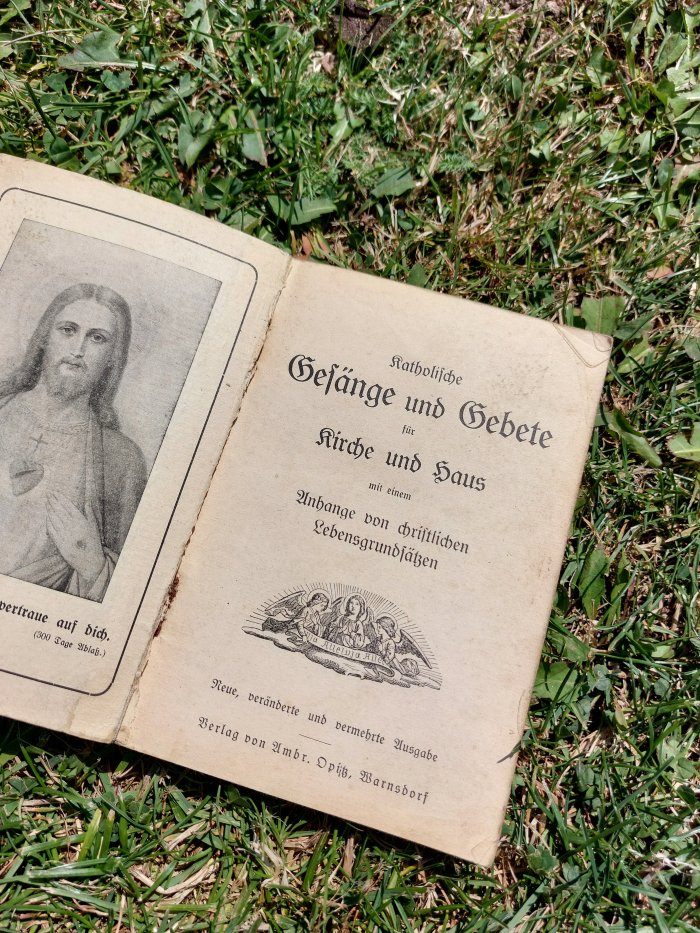 vertraue auf dich.
(300 Tage Ablaß.)
Katholische
Gesänge und Gebete
für
Kirche und Haus
mit einem
Anhange von christlichen
Lebensgrundsätzen
Alleluja
Neue, veränderte und vermehrte Ausgabe
Verlag von Ambr. Opitz, Warnsdorf